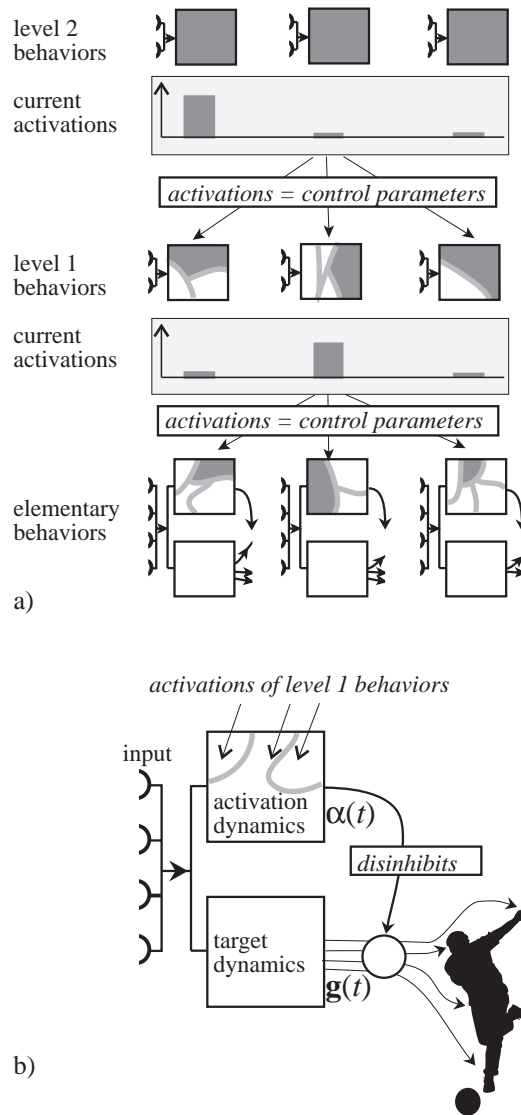 level 2
behaviors
current
activations
activations = control parameters
level 1
behaviors
current
activations
activations = control parameters
elementary
behaviors
a)
activations of level 1 behaviors
input
activation
dynamics
α(t)
disinhibits
target
dynamics
g(t)
b)